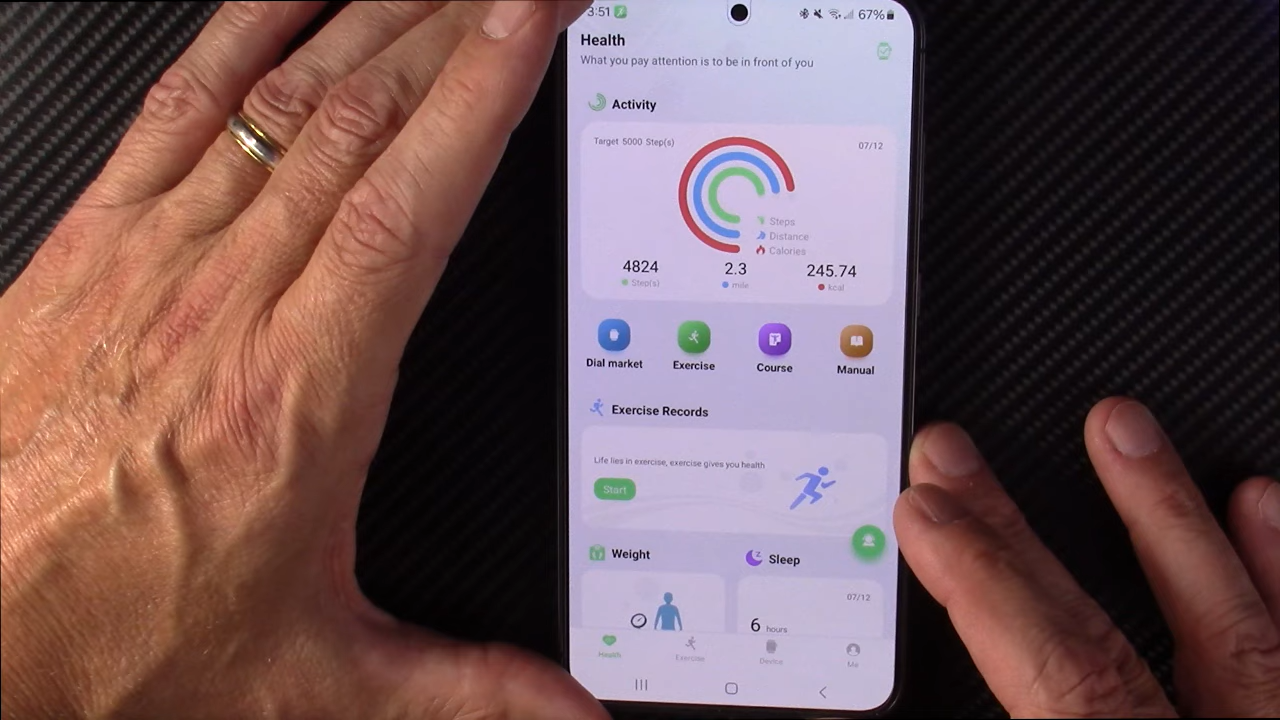 3:51 67%
Health
What you pay attention is to be in front of you
Activity
Target 5000 Step(s) 07/12
Steps
Distance
Calories
4824 2.3 245.74
Step(s) mile kcal
Dial market Exercise Course Manual
Exercise Records
Life lies in exercise, exercise gives you health
Start
Weight Sleep
07/12
6 hours
Health Exercise Device Me